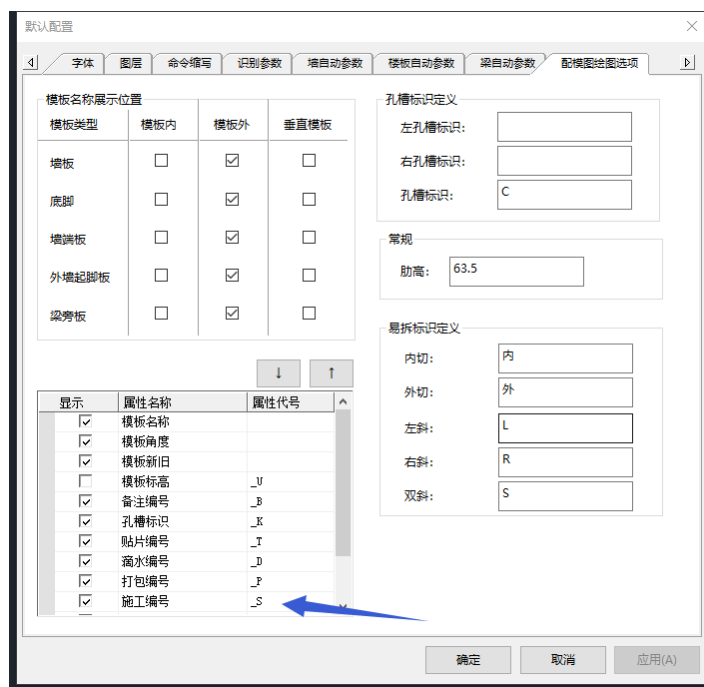 默认配置
字体 图层 命令缩写 识别参数 墙自动参数 楼板自动参数 梁自动参数 配模图绘图选项
模板名称展示位置
模板类型 模板内 模板外 垂直模板
墙板
底脚
墙端板
外墙起脚板
梁旁板
↓ ↑
显示 属性名称 属性代号
模板名称
模板角度
模板新旧
模板标高 _U
备注编号 _B
孔槽标识 _K
贴片编号 _T
滴水编号 _D
打包编号 _P
施工编号 _S
孔槽标识定义
左孔槽标识:
右孔槽标识:
孔槽标识: C
常规
肋高: 63.5
易拆标识定义
内切: 内
外切: 外
左斜: L
右斜: R
双斜: S
确定 取消 应用(A)